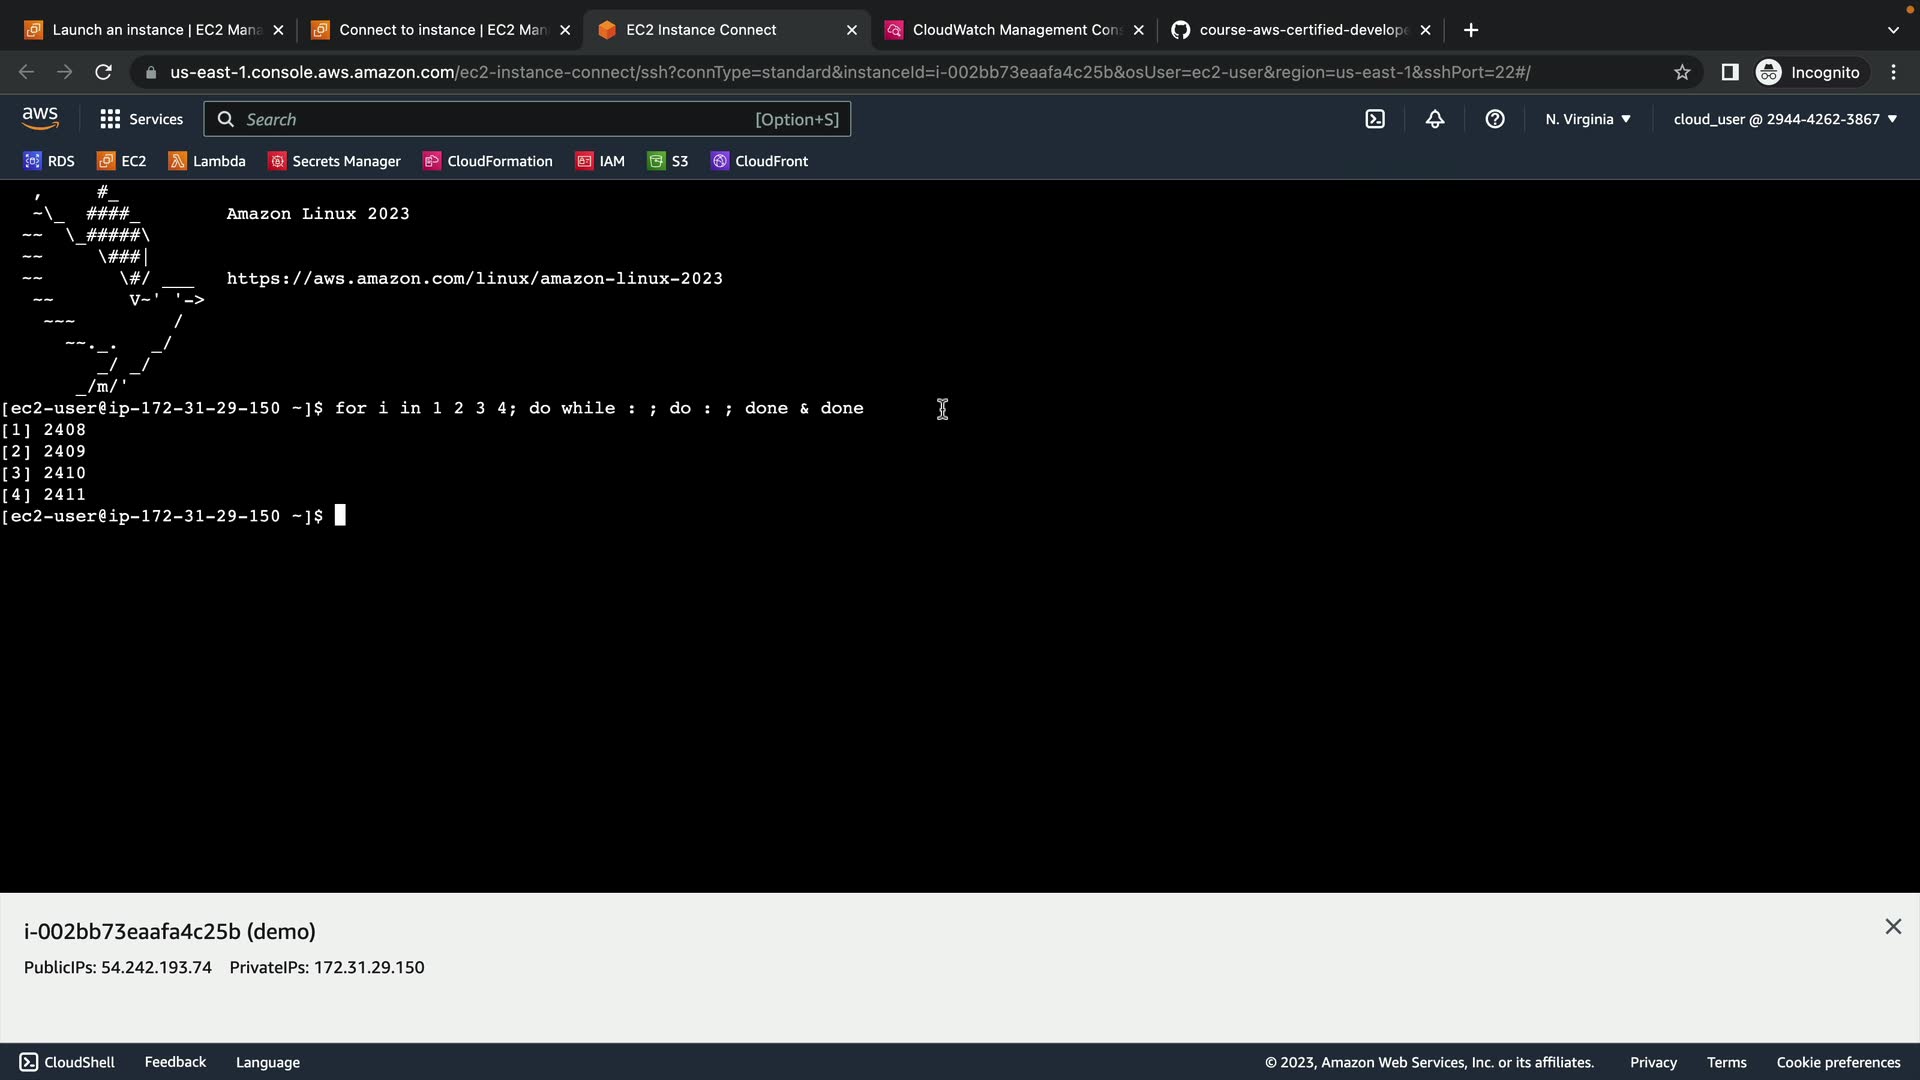 Launch an instance | EC2 Mana
Connect to instance | EC2 Man
EC2 Instance Connect
CloudWatch Management Cons
course-aws-certified-develope
us-east-1.console.aws.amazon.com/ec2-instance-connect/ssh?connType=standard&instanceId=i-002bb73eaafa4c25b&osUser=ec2-user&region=us-east-1&sshPort=22#/
Incognito
aws
Services
Search
[Option+S]
N. Virginia ▼
cloud_user @ 2944-4262-3867 ▼
RDS
EC2
Lambda
Secrets Manager
CloudFormation
IAM
S3
CloudFront
   ,     #_
   ~\_  ####_        Amazon Linux 2023
  ~~  \_#####\
  ~~     \###|
  ~~       \#/ ___   https://aws.amazon.com/linux/amazon-linux-2023
   ~~       V~' '->
    ~~~         /
      ~~._.   _/
         _/ _/
       _/m/'
[ec2-user@ip-172-31-29-150 ~]$ for i in 1 2 3 4; do while : ; do : ; done & done
[1] 2408
[2] 2409
[3] 2410
[4] 2411
[ec2-user@ip-172-31-29-150 ~]$
i-002bb73eaafa4c25b (demo)
PublicIPs: 54.242.193.74 PrivateIPs: 172.31.29.150
CloudShell
Feedback
Language
© 2023, Amazon Web Services, Inc. or its affiliates.
Privacy
Terms
Cookie preferences